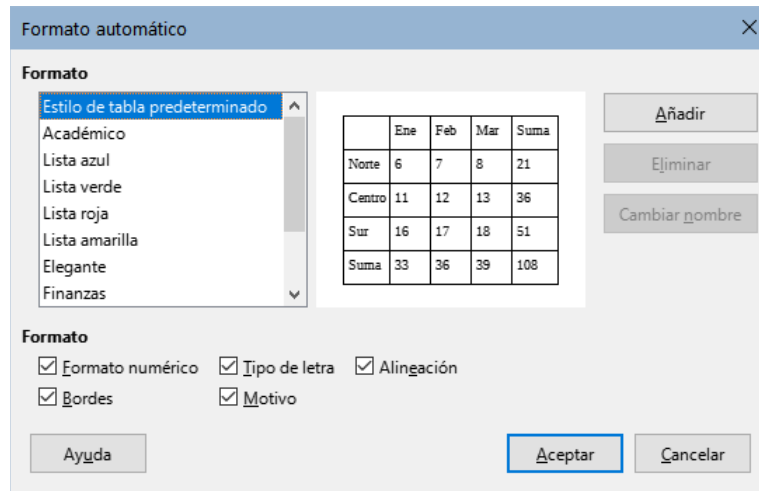 Formato automático
Formato
Estilo de tabla predeterminado
Académico
Lista azul
Lista verde
Lista roja
Lista amarilla
Elegante
Finanzas
Ene Feb Mar Suma
Norte 6 7 8 21
Centro 11 12 13 36
Sur 16 17 18 51
Suma 33 36 39 108
Añadir
Eliminar
Cambiar nombre
Formato
Formato numérico Tipo de letra Alineación
Bordes Motivo
Ayuda Aceptar Cancelar